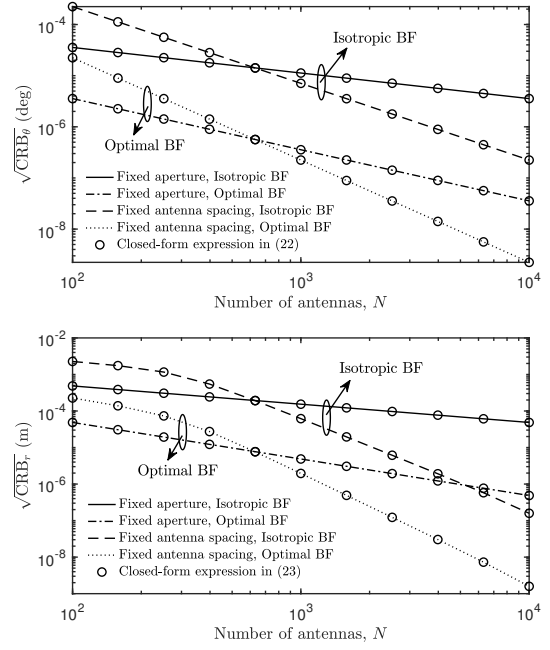 10^-4
10^-6
10^-8
√CRB_θ (deg)
Isotropic BF
Optimal BF
Fixed aperture, Isotropic BF
Fixed aperture, Optimal BF
Fixed antenna spacing, Isotropic BF
Fixed antenna spacing, Optimal BF
Closed-form expression in (22)
10^2 10^3 10^4
Number of antennas, N
10^-2
10^-4
10^-6
10^-8
√CRB_r (m)
Isotropic BF
Optimal BF
Fixed aperture, Isotropic BF
Fixed aperture, Optimal BF
Fixed antenna spacing, Isotropic BF
Fixed antenna spacing, Optimal BF
Closed-form expression in (23)
10^2 10^3 10^4
Number of antennas, N